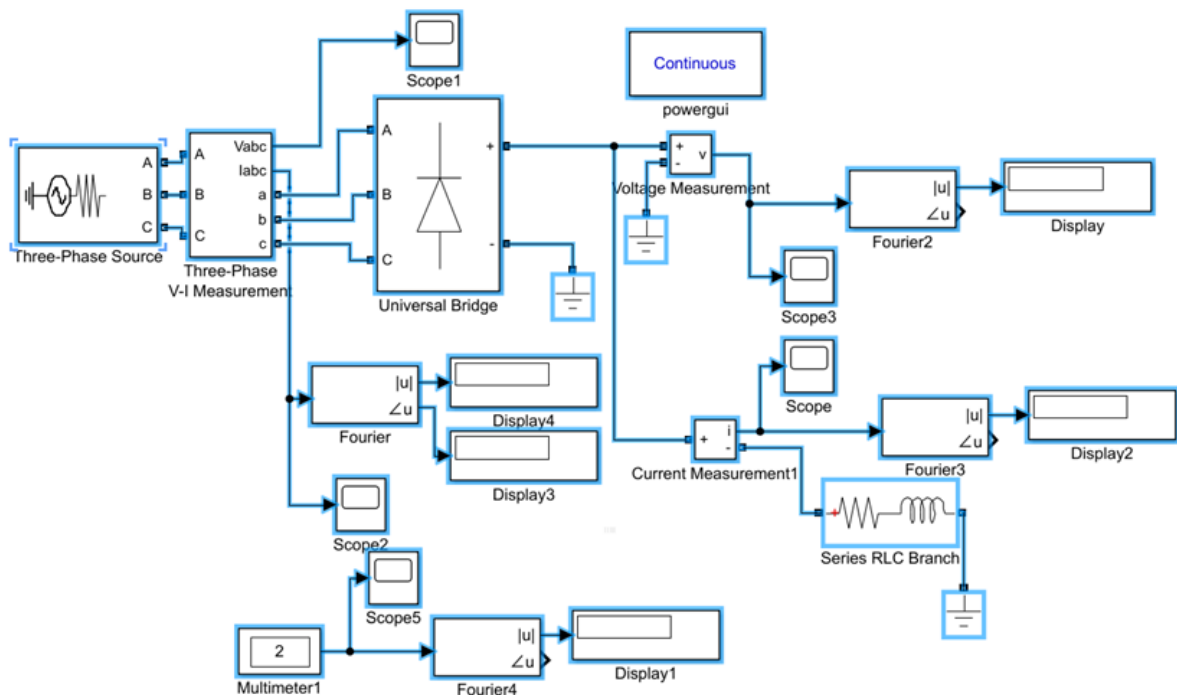 Scope1
Continuous
powergui
A
B
C
Three-Phase Source
A
B
C
Vabc
Iabc
a
b
c
Three-Phase
V-I Measurement
A
B
C
+
-
Universal Bridge
+
-
v
Voltage Measurement
|u|
∠u
Fourier2
Display
Scope3
Scope
|u|
∠u
Fourier
Display4
Display3
+
i
-
Current Measurement1
|u|
∠u
Fourier3
Display2
Scope2
+
Series RLC Branch
Scope5
2
Multimeter1
|u|
∠u
Fourier4
Display1